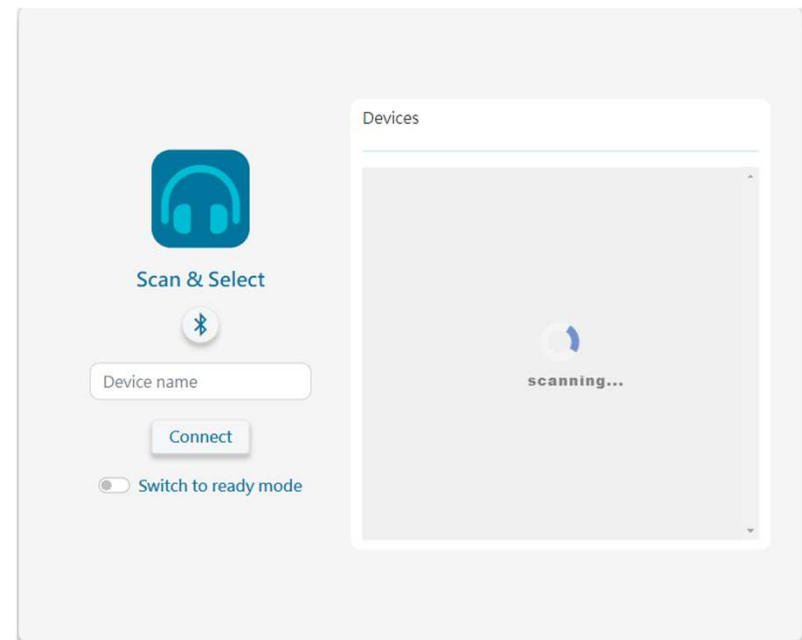 Devices
Scan & Select
Device name
scanning...
Connect
Switch to ready mode